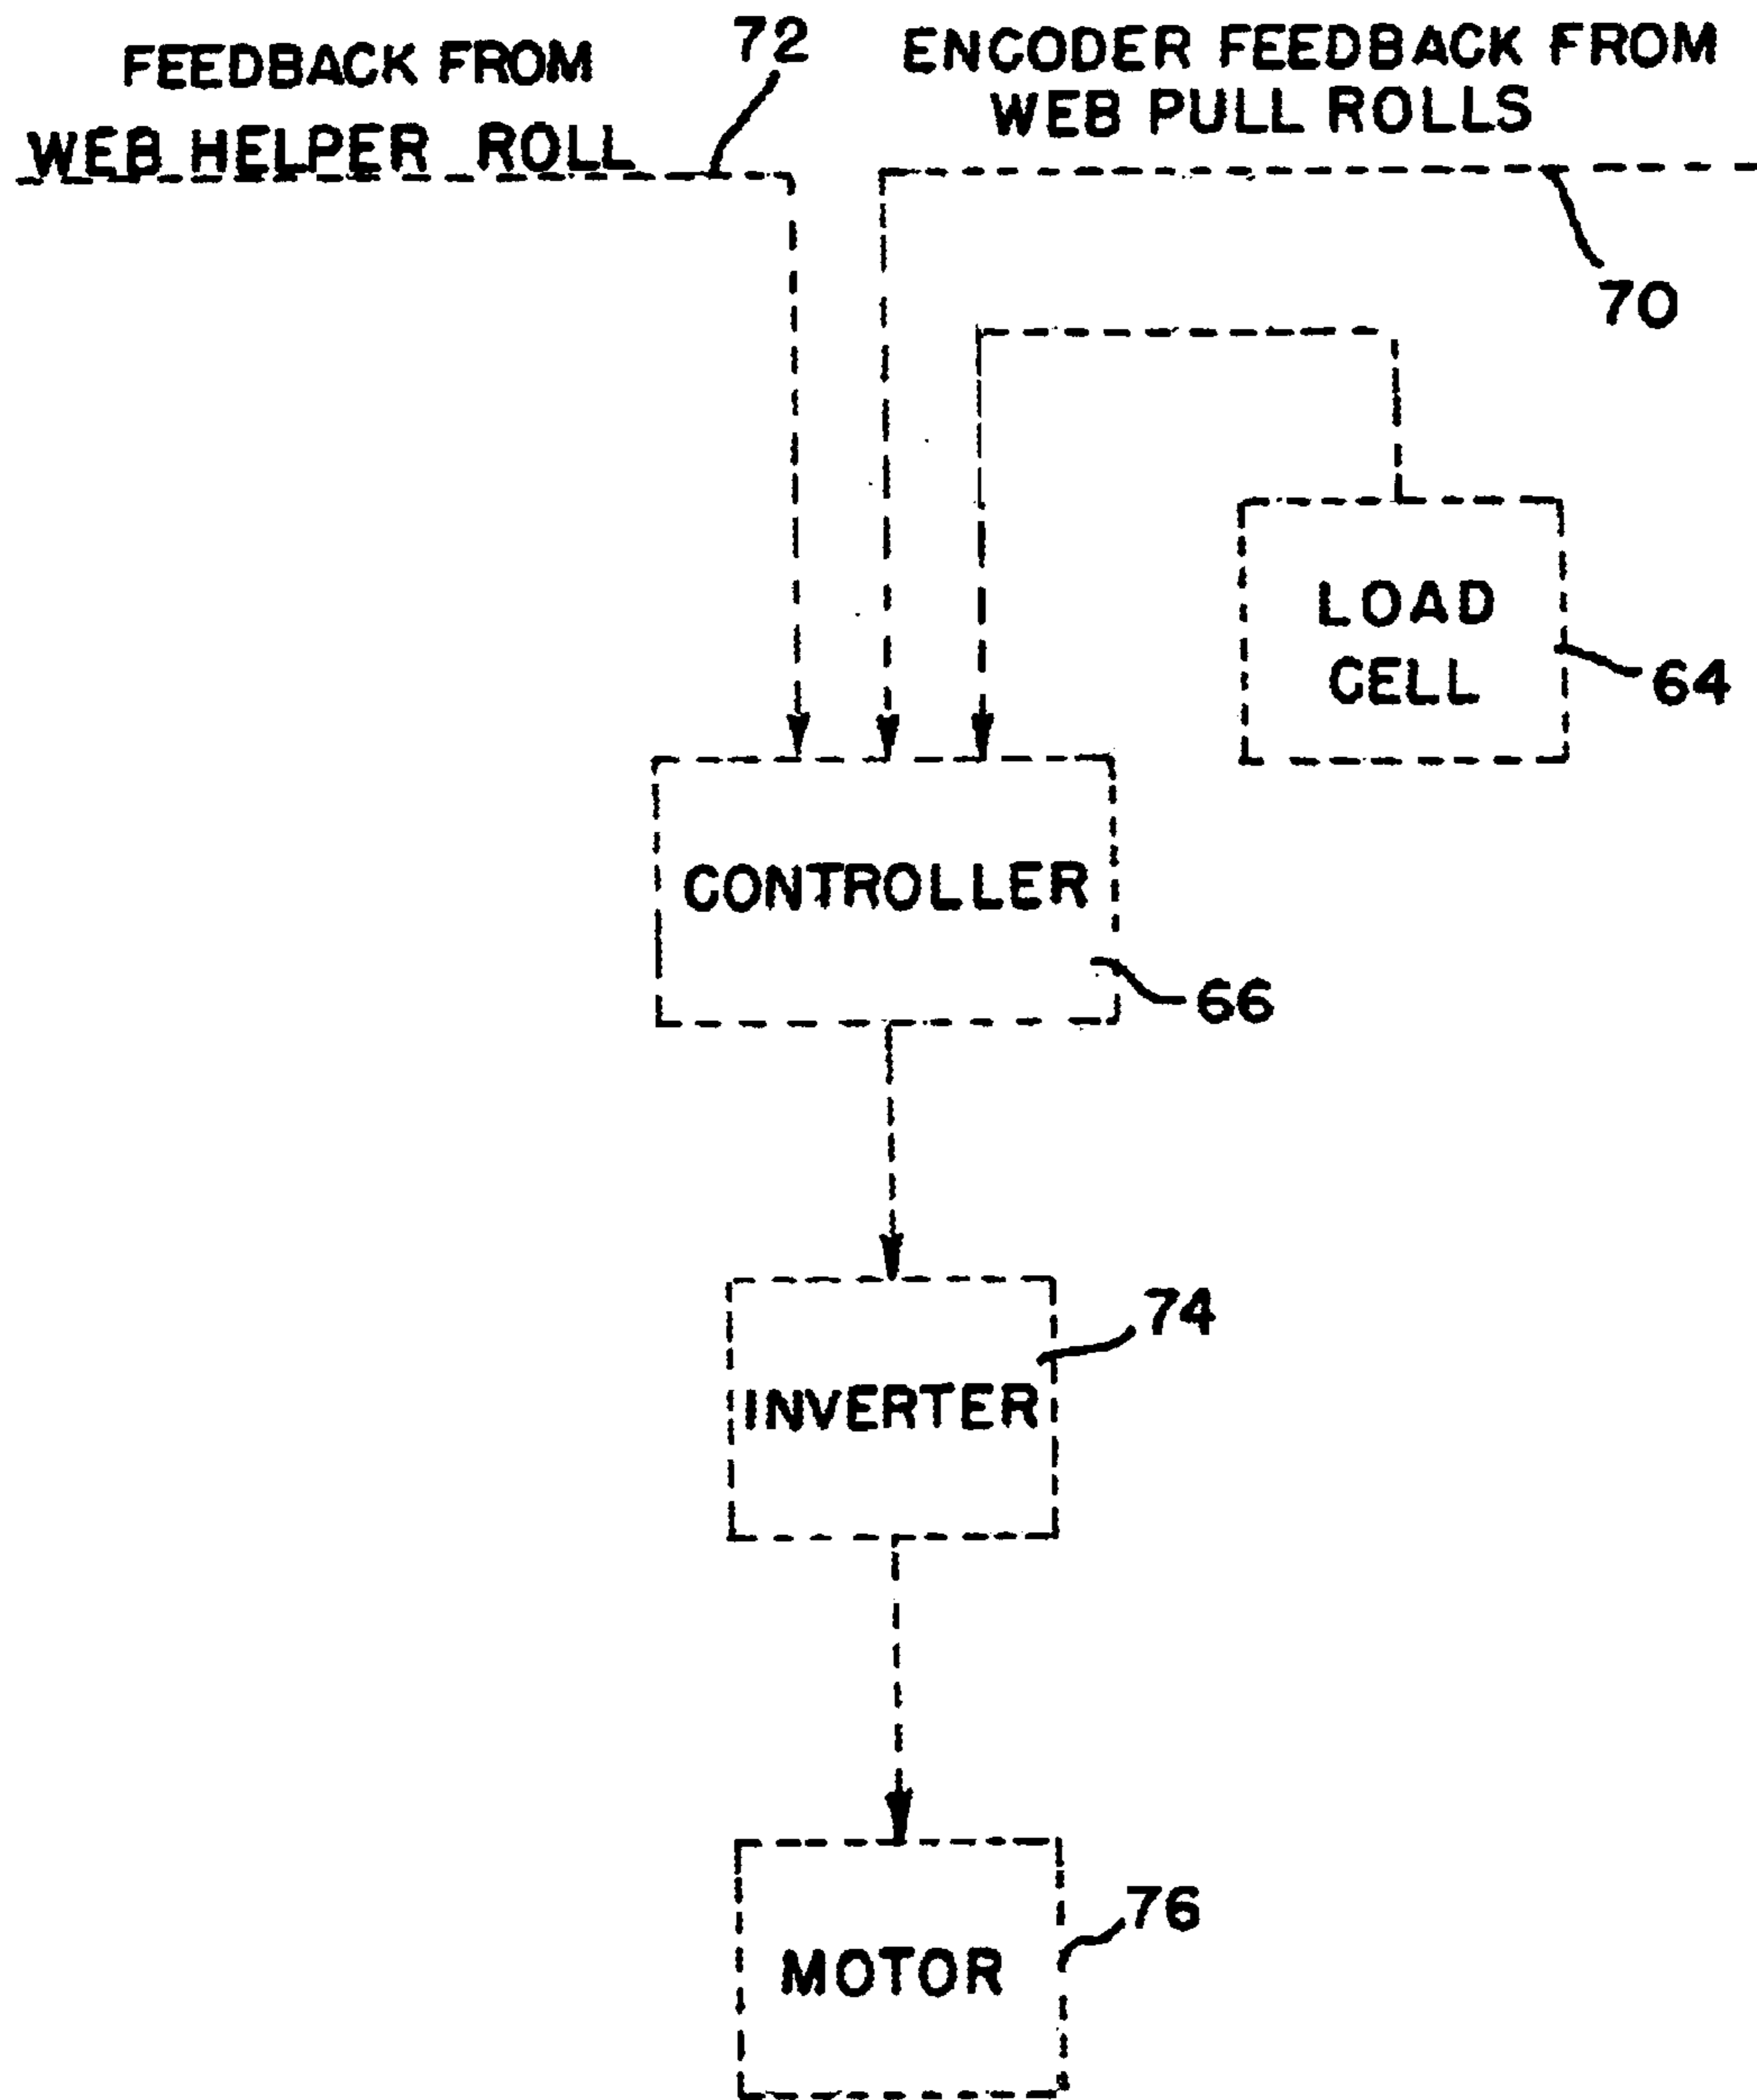 FEEDBACK FROM
WEB HELPER ROLL
72
ENCODER FEEDBACK FROM
WEB PULL ROLLS
70
LOAD
CELL
64
CONTROLLER
66
74
INVERTER
76
MOTOR